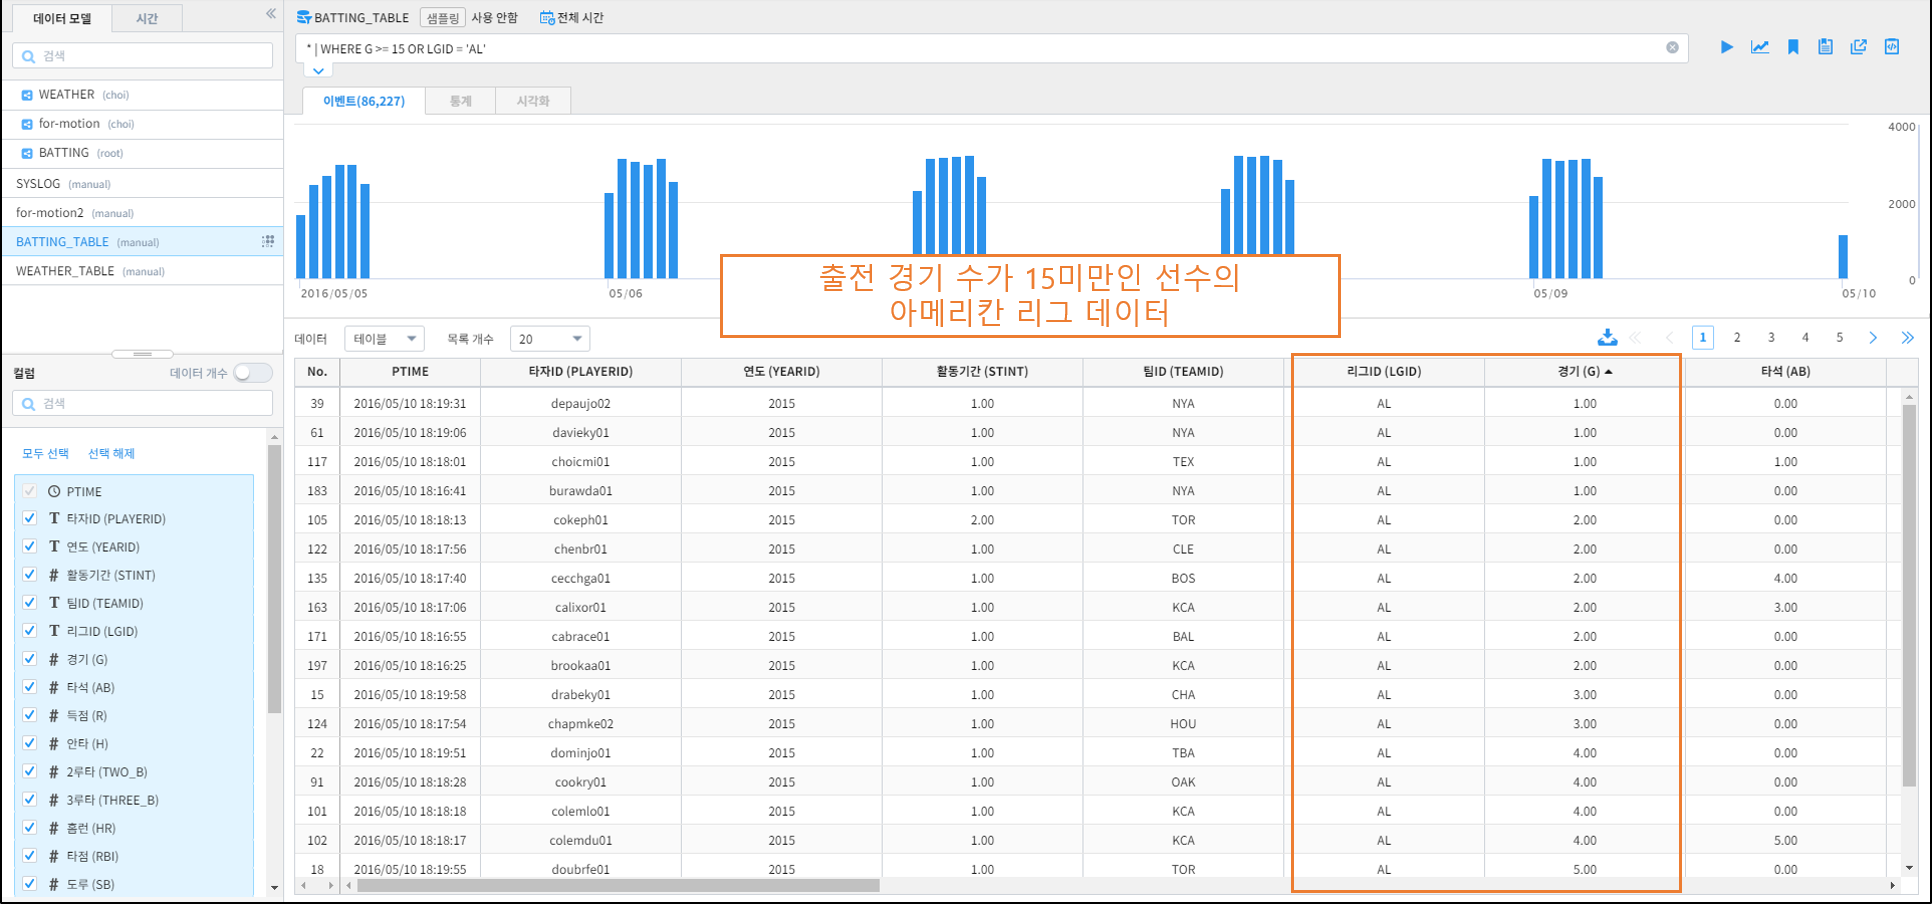 데이터 모델
시간
검색
WEATHER (choi)
for-motion (choi)
BATTING (root)
SYSLOG (manual)
for-motion2 (manual)
BATTING_TABLE (manual)
WEATHER_TABLE (manual)
컬럼 데이터 개수
검색
모두 선택 선택 해제
PTIME
T 타자ID (PLAYERID)
T 연도 (YEARID)
# 활동기간 (STINT)
T 팀ID (TEAMID)
T 리그ID (LGID)
# 경기 (G)
# 타석 (AB)
# 득점 (R)
# 안타 (H)
# 2루타 (TWO_B)
# 3루타 (THREE_B)
# 홈런 (HR)
# 타점 (RBI)
# 도루 (SB)
BATTING_TABLE 샘플링 사용 안함 전체 시간
* | WHERE G >= 15 OR LGID = 'AL'
이벤트(86,227) 통계 시각화
4000
2000
0
2016/05/05 05/06 05/09 05/10
출전 경기 수가 15미만인 선수의
아메리칸 리그 데이터
데이터 테이블 목록 개수 20 1 2 3 4 5
No. PTIME 타자ID (PLAYERID) 연도 (YEARID) 활동기간 (STINT) 팀ID (TEAMID) 리그ID (LGID) 경기 (G) 타석 (AB)
39 2016/05/10 18:19:31 depaujo02 2015 1.00 NYA AL 1.00 0.00
61 2016/05/10 18:19:06 davieky01 2015 1.00 NYA AL 1.00 0.00
117 2016/05/10 18:18:01 choicmi01 2015 1.00 TEX AL 1.00 1.00
183 2016/05/10 18:16:41 burawda01 2015 1.00 NYA AL 1.00 0.00
105 2016/05/10 18:18:13 cokeph01 2015 2.00 TOR AL 2.00 0.00
122 2016/05/10 18:17:56 chenbr01 2015 1.00 CLE AL 2.00 0.00
135 2016/05/10 18:17:40 cecchga01 2015 1.00 BOS AL 2.00 4.00
163 2016/05/10 18:17:06 calixor01 2015 1.00 KCA AL 2.00 3.00
171 2016/05/10 18:16:55 cabrace01 2015 1.00 BAL AL 2.00 0.00
197 2016/05/10 18:16:25 brookaa01 2015 1.00 KCA AL 2.00 0.00
15 2016/05/10 18:19:58 drabeky01 2015 1.00 CHA AL 3.00 0.00
124 2016/05/10 18:17:54 chapmke02 2015 1.00 HOU AL 3.00 0.00
22 2016/05/10 18:19:51 dominjo01 2015 1.00 TBA AL 4.00 0.00
91 2016/05/10 18:18:28 cookry01 2015 1.00 OAK AL 4.00 0.00
101 2016/05/10 18:18:18 colemlo01 2015 1.00 KCA AL 4.00 0.00
102 2016/05/10 18:18:17 colemdu01 2015 1.00 KCA AL 4.00 5.00
18 2016/05/10 18:19:55 doubrfe01 2015 1.00 TOR AL 5.00 0.00